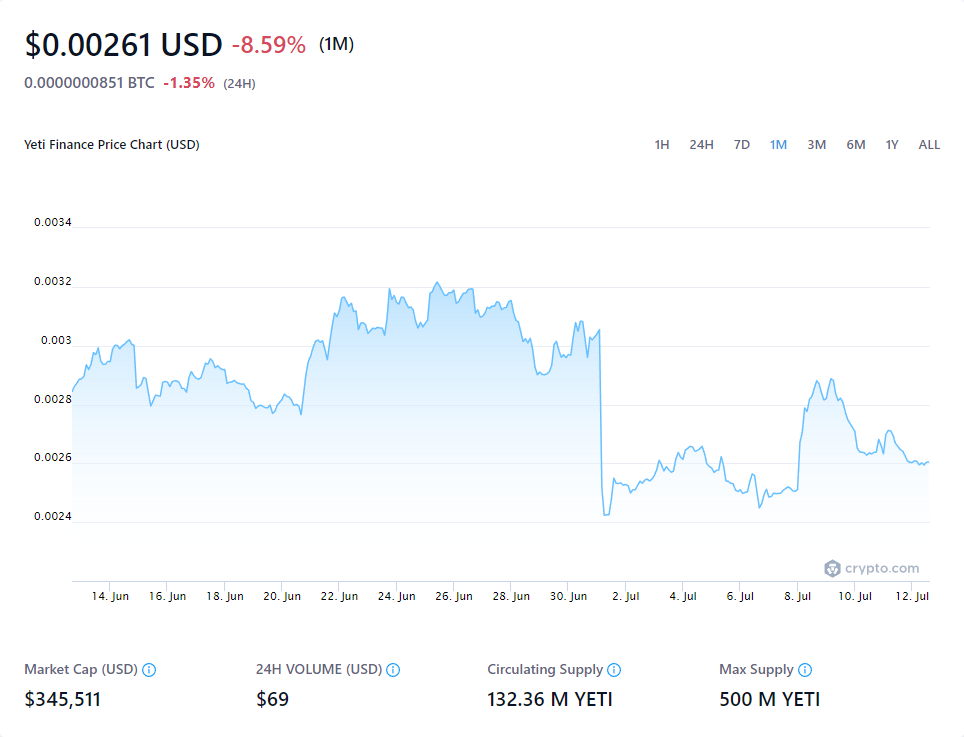 $0.00261 USD -8.59% (1M)
0.0000000851 BTC -1.35% (24H)
Yeti Finance Price Chart (USD) 1H 24H 7D 1M 3M 6M 1Y ALL
0.0034
0.0032
0.003
0.0028
0.0026
0.0024
crypto.com
14. Jun 16. Jun 18. Jun 20. Jun 22. Jun 24. Jun 26. Jun 28. Jun 30. Jun 2. Jul 4. Jul 6. Jul 8. Jul 10. Jul 12. Jul
Market Cap (USD) 24H VOLUME (USD) Circulating Supply Max Supply
$345,511 $69 132.36 M YETI 500 M YETI